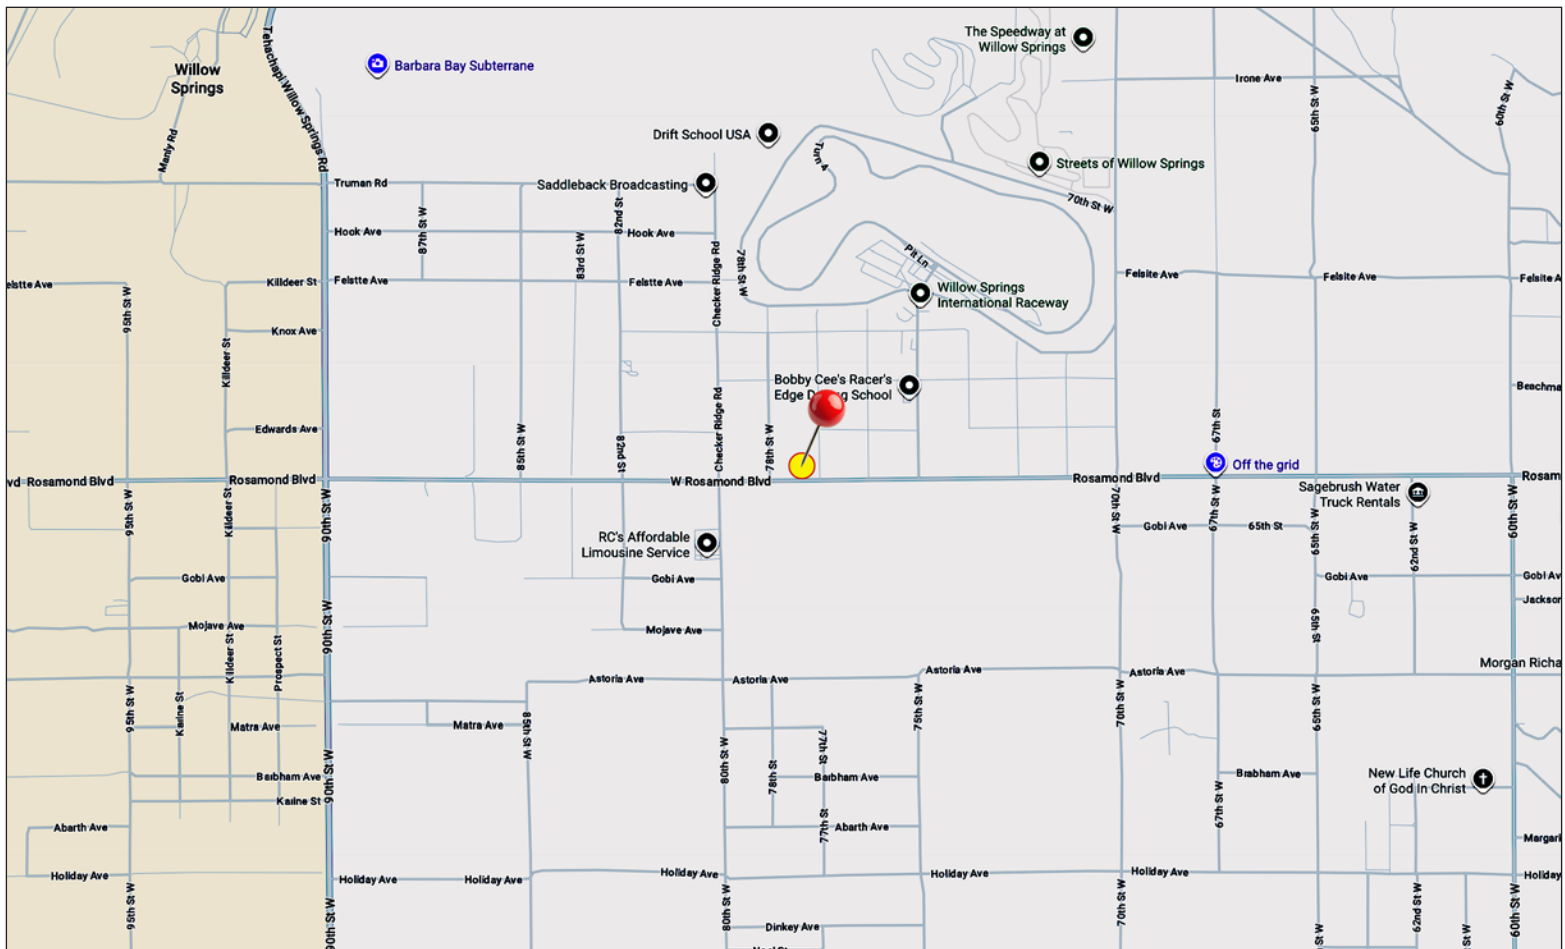 The Speedway at
Willow Springs
Tehachapi Willow Springs Rd
Barbara Bay Subterrane
Willow
Springs
Irone Ave
65th St W
60th St W
Manly Rd
Drift School USA
Turn 4
Streets of Willow Springs
Truman Rd
Saddleback Broadcasting
70th St W
87th St W
82nd St
Hook Ave
Hook Ave
83rd St W
Checker Ridge Rd
78th St W
Pit Ln
elstte Ave
Killdeer St
Felstte Ave
Felstte Ave
Felsite Ave
Felsite Ave
Felsite A
95th St W
Willow Springs
International Raceway
Knox Ave
Killdeer St
Bobby Cee's Racer's
Edge D g School
Beachma
Checker Ridge Rd
Edwards Ave
85th St W
82nd St
78th St W
67th St
Off the grid
vd
Rosamond Blvd
Rosamond Blvd
W Rosamond Blvd
Rosamond Blvd
Rosam
Sagebrush Water
Truck Rentals
95th St W
Killdeer St
90th St W
70th St W
67th St W
65th St W
62nd St W
60th St W
Gobi Ave
65th St
RC's Affordable
Limousine Service
Gobi Ave
Gobi Ave
Gobi Ave
Gobi Av
Jackson
Mojave Ave
90th St W
Mojave Ave
65th St
Killdeer St
Prospect St
Astoria Ave
Astoria Ave
Astoria Ave
Astoria Ave
Morgan Richa
95th St W
Karine St
Matra Ave
Matra Ave
85th St W
75th St W
70th St W
65th St W
90th St W
80th St W
78th St
77th St
Baibham Ave
Baibham Ave
Brabham Ave
New Life Church
of God In Christ
Kaiine St
67th St W
Abarth Ave
77th St
Abarth Ave
Margari
Holiday Ave
Holiday Ave
Holiday Ave
Holiday Ave
Holiday Ave
Holiday Ave
Holiday
95th St W
90th St W
80th St W
70th St W
62nd St W
60th St W
Dinkey Ave
St W
St W